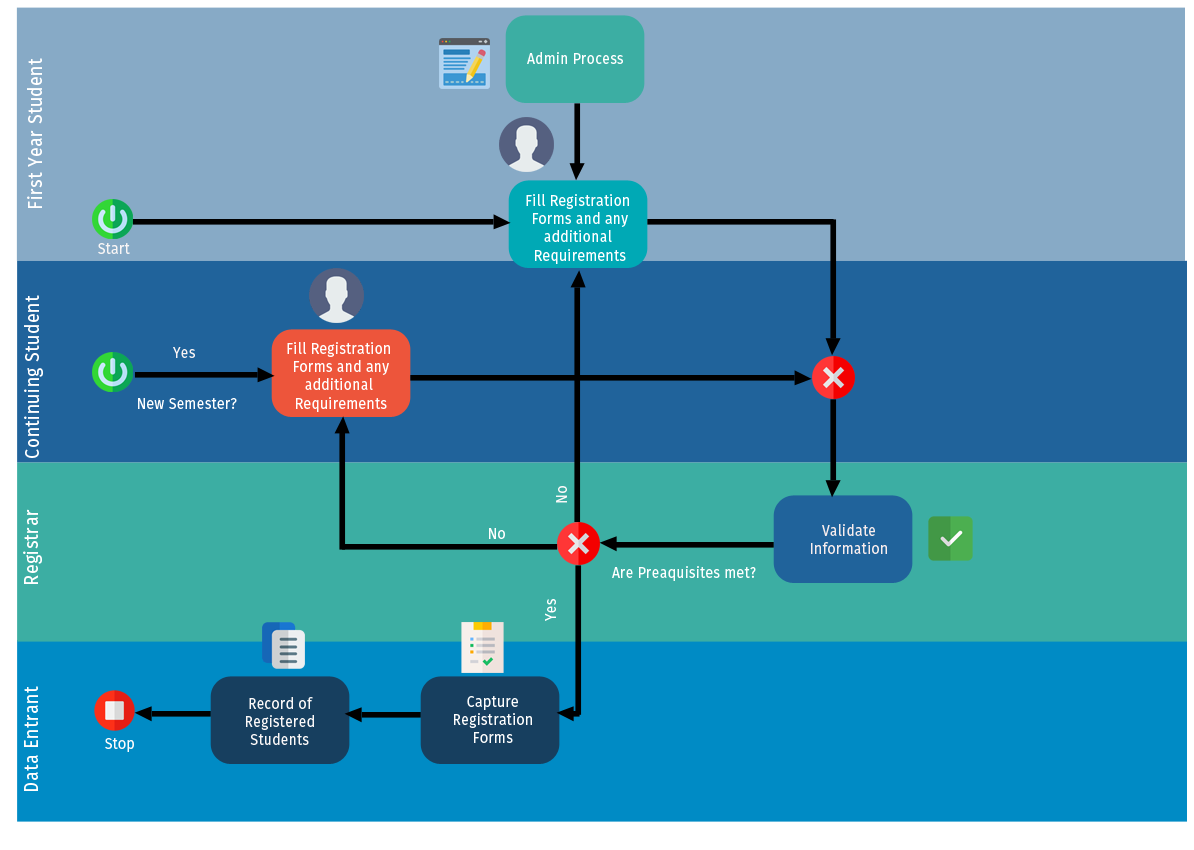 First Year Student
Admin Process
Fill Registration
Forms and any
additional
Requirements
Start
Continuing Student
Yes
New Semester?
Fill Registration
Forms and any
additional
Requirements
Registrar
No
No
Validate
Information
Are Preaquisites met?
Yes
Data Entrant
Record of
Registered
Students
Capture
Registration
Forms
Stop